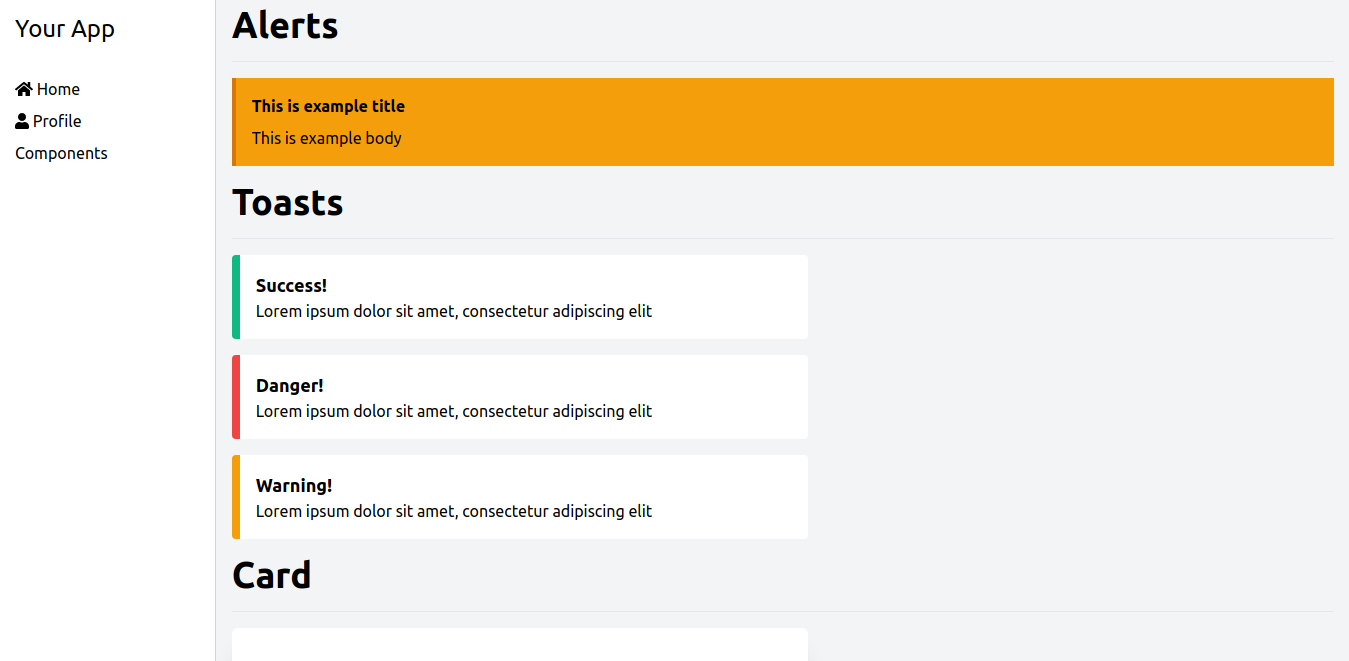 Your App
Home
Profile
Components
Alerts
This is example title
This is example body
Toasts
Success!
Lorem ipsum dolor sit amet, consectetur adipiscing elit
Danger!
Lorem ipsum dolor sit amet, consectetur adipiscing elit
Warning!
Lorem ipsum dolor sit amet, consectetur adipiscing elit
Card